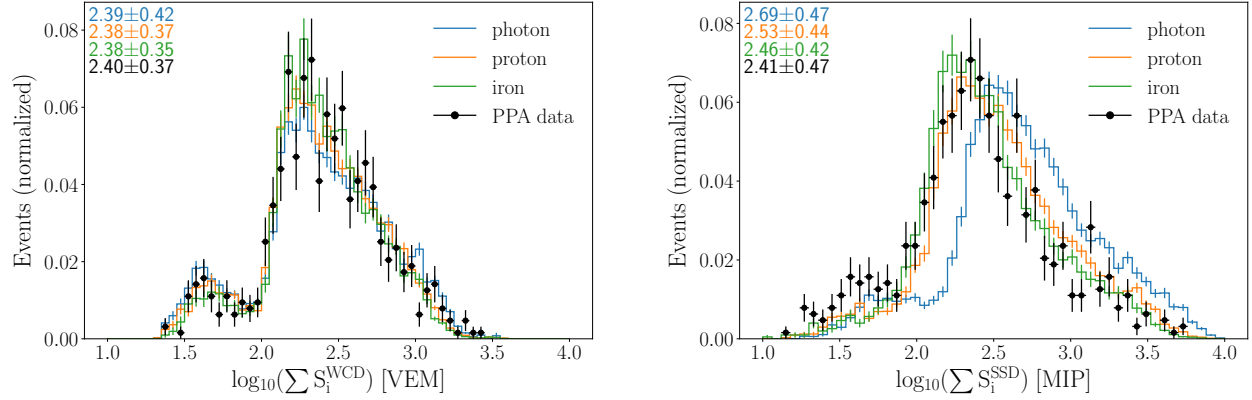 2.39±0.42
2.38±0.37
2.38±0.35
2.40±0.37
photon
proton
iron
PPA data
Events (normalized)
0.08
0.06
0.04
0.02
0.00
1.0 1.5 2.0 2.5 3.0 3.5 4.0
log₁₀(∑ Sᵢᵂᶜᴰ) [VEM]
2.69±0.47
2.53±0.44
2.46±0.42
2.41±0.47
photon
proton
iron
PPA data
Events (normalized)
0.08
0.06
0.04
0.02
0.00
1.0 1.5 2.0 2.5 3.0 3.5 4.0
log₁₀(∑ Sᵢ^SSD) [MIP]